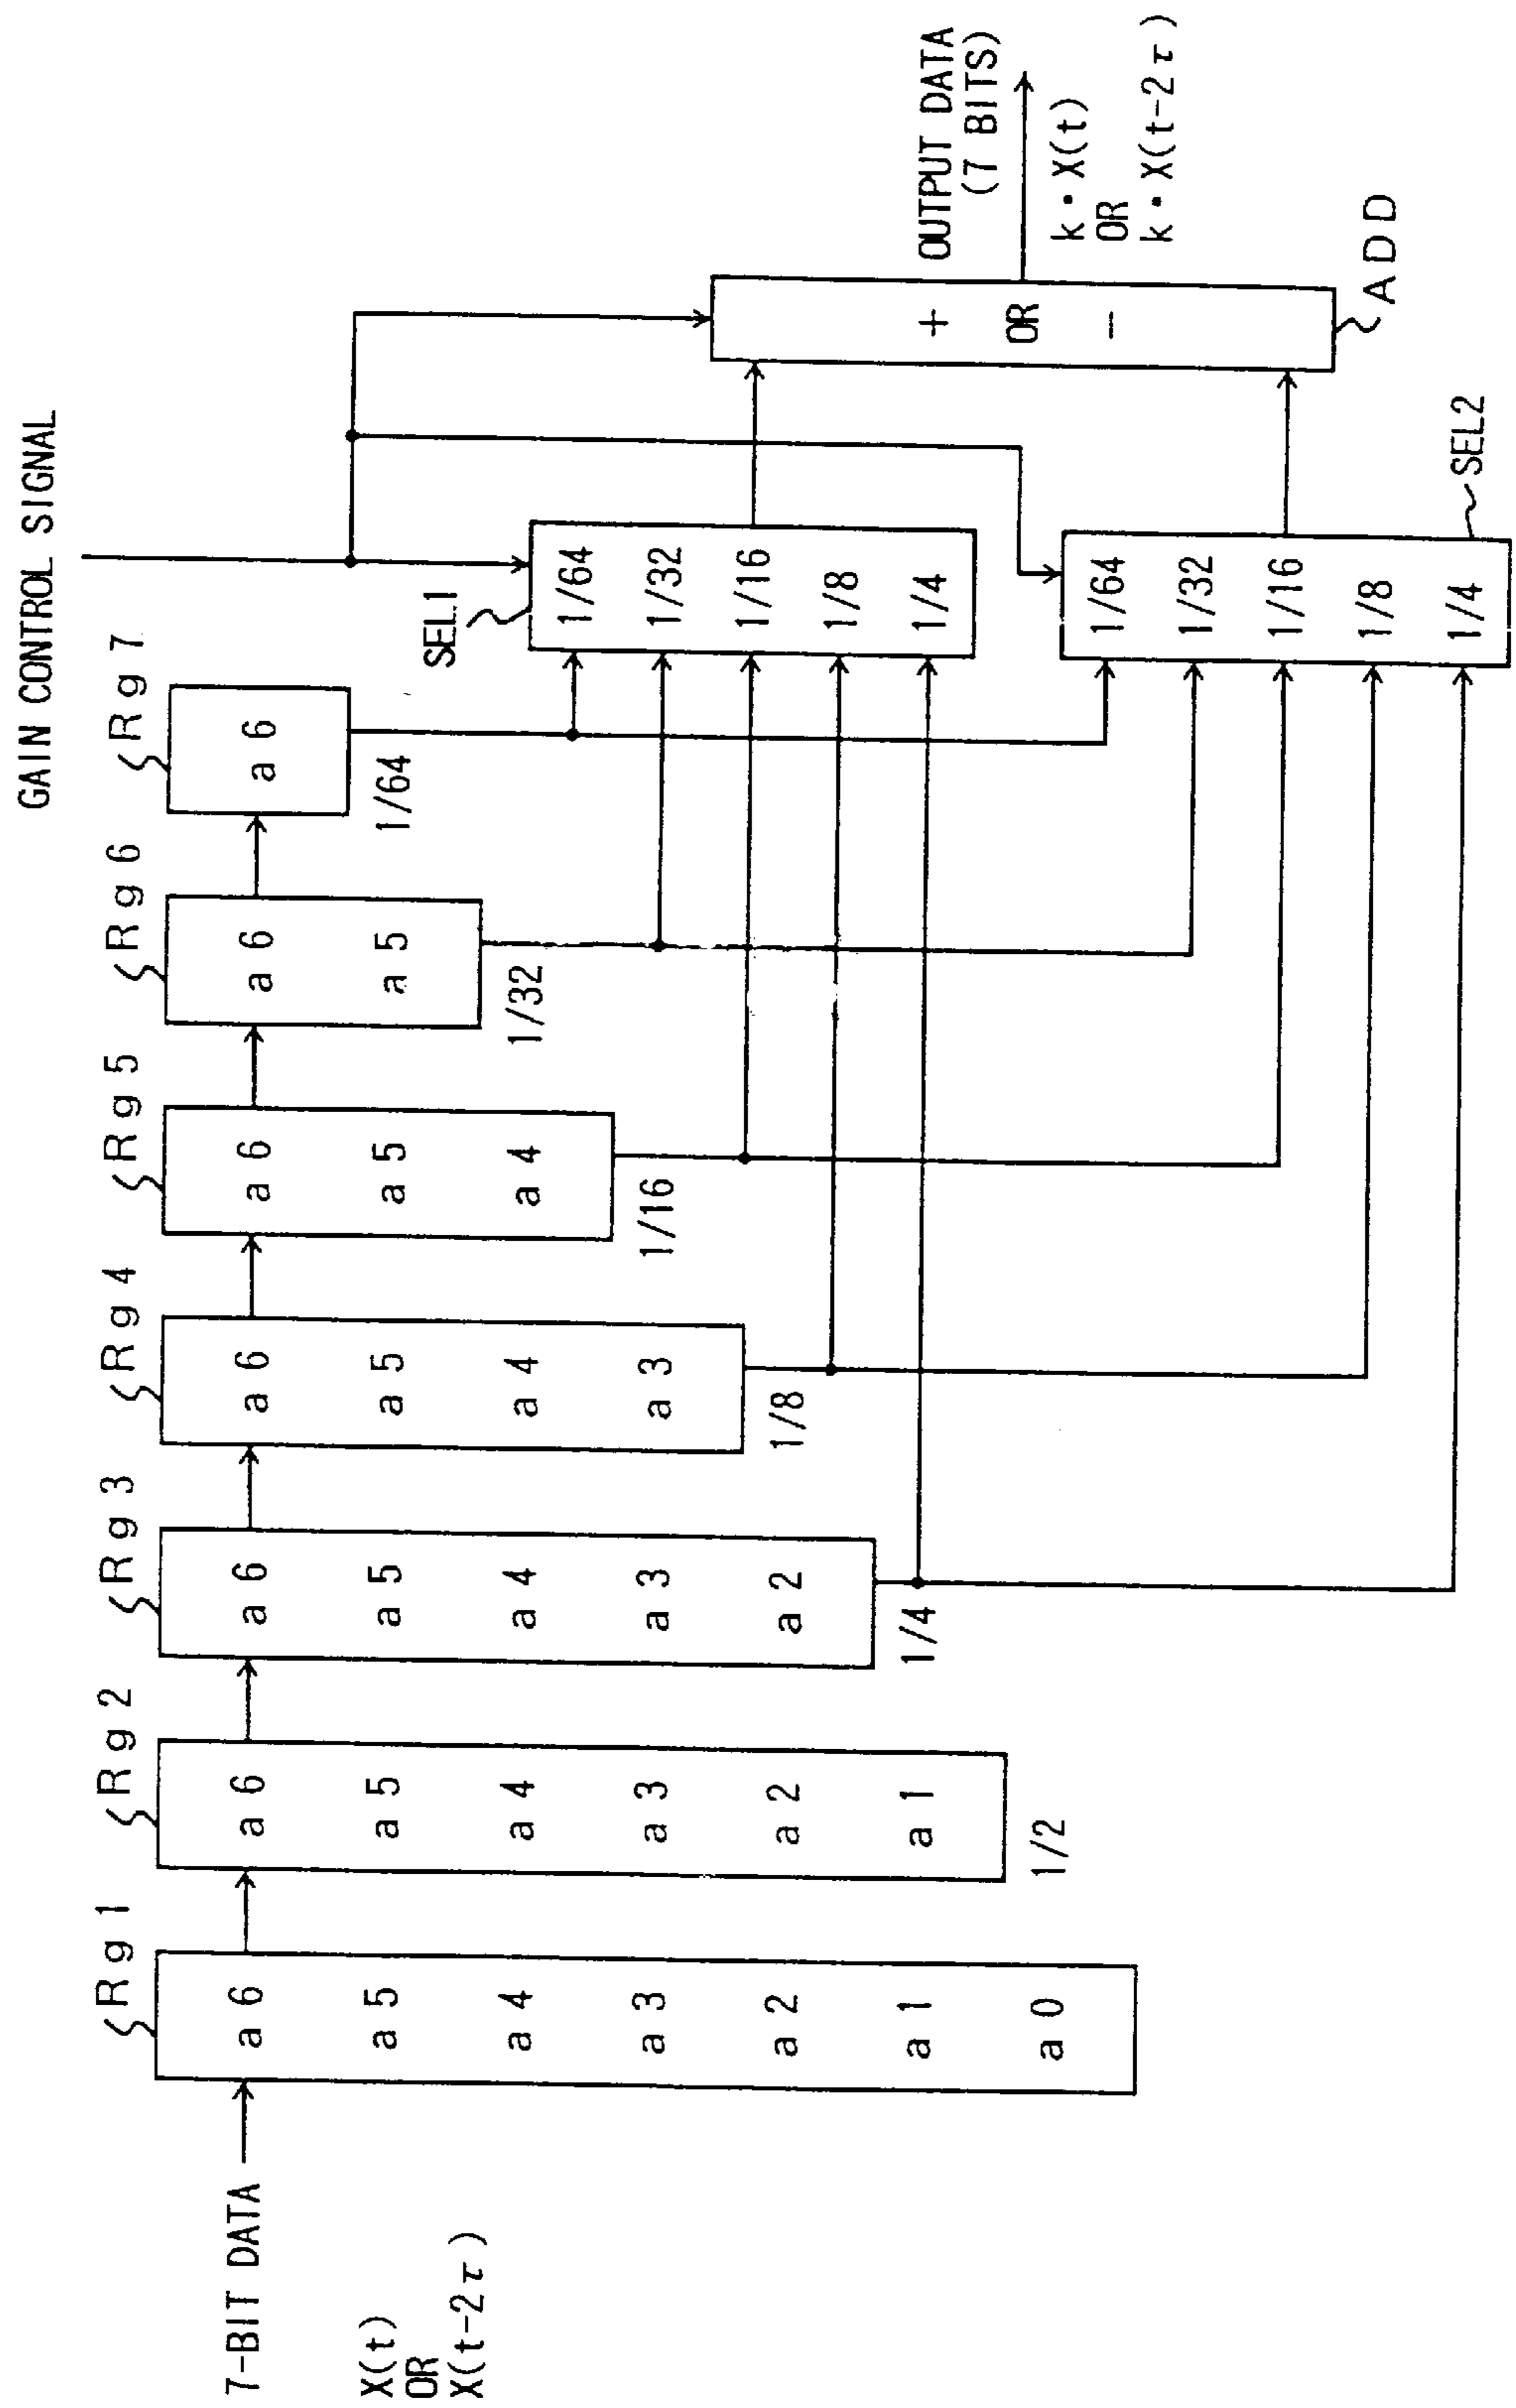 GAIN CONTROL SIGNAL
7-BIT DATA
X(t)
OR
X(t-2τ)
Rg1
a6
a5
a4
a3
a2
a1
a0
Rg2
a6
a5
a4
a3
a2
a1
1/2
Rg3
a6
a5
a4
a3
a2
1/4
Rg4
a6
a5
a4
a3
1/8
Rg5
a6
a5
a4
1/16
Rg6
a6
a5
1/32
Rg7
a6
1/64
SEL1
1/64
1/32
1/16
1/8
1/4
SEL2
1/64
1/32
1/16
1/8
1/4
+
OR
−
ADD
OUTPUT DATA
(7 BITS)
k・X(t)
OR
k・X(t-2τ)